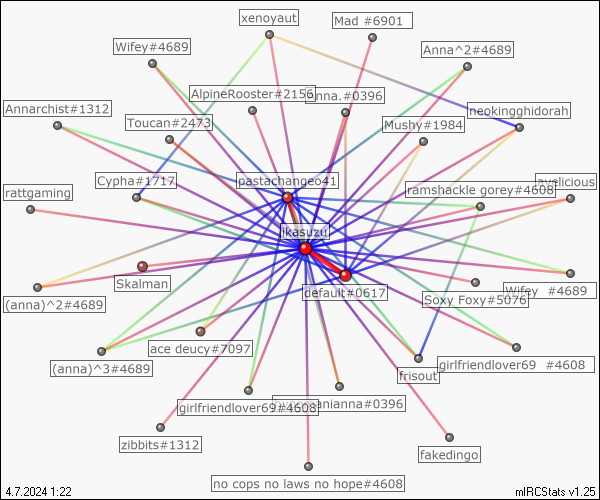 xenoyaut
Mad #6901
Wifey#4689
Anna^2#4689
AlpineRooster#2156
Anna.#0396
Annarchist#1312
neokingghidorah
Toucan#2473
Mushy#1984
pastachangeo41
Cypha#1717
ramshackle gorey#4608
rattgaming
ikasuzu
Skalman
default#0617
Wifey #4689
(anna)^2#4689
Soxy Foxy#5076
ace deucy#7097
(anna)^3#4689
frisout
girlfriendlover69 #4608
girlfriendlover69#4608
zibbits#1312
fakedingo
no cops no laws no hope#4608
4.7.2024 1:22
mIRCStats v1.25